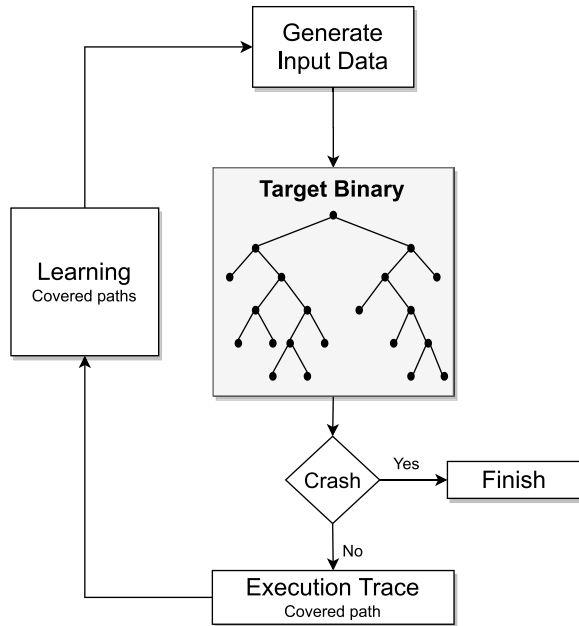 Generate
Input Data
Target Binary
Learning
Covered paths
Crash
Yes
Finish
No
Execution Trace
Covered path